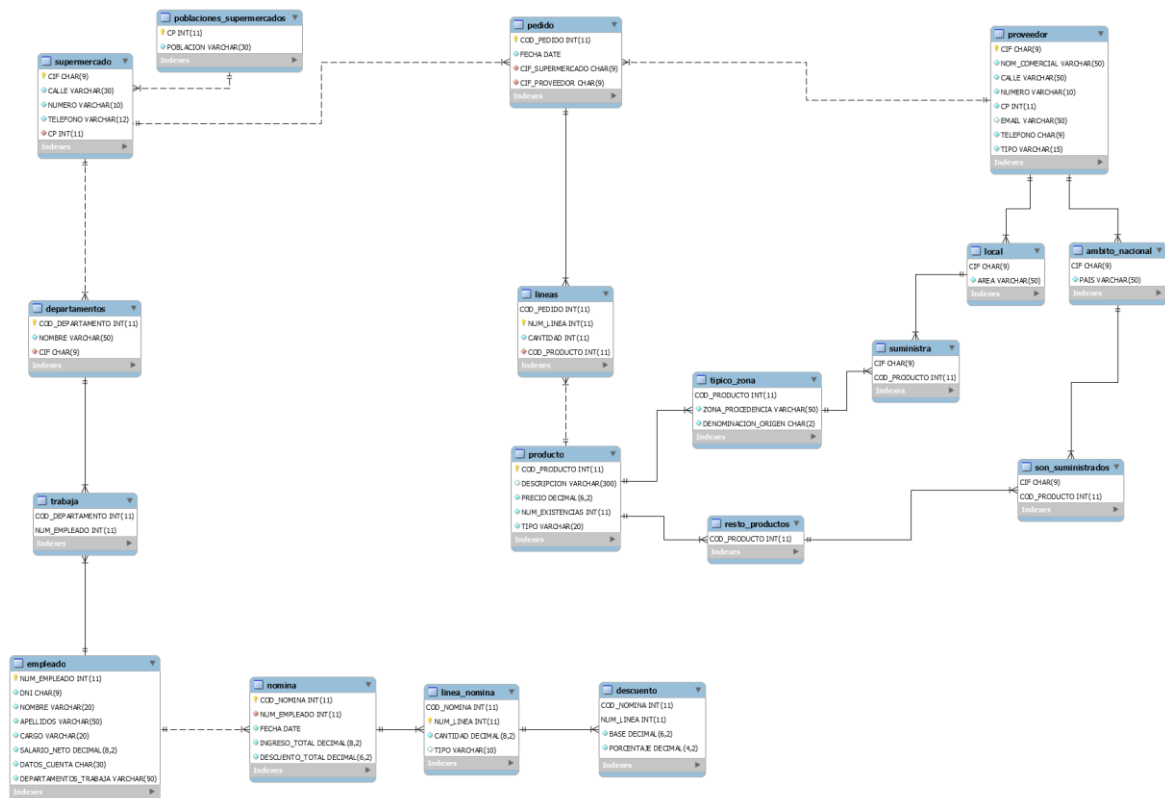 poblaciones_supermercados
CP INT(11)
POBLACION VARCHAR(30)
Indexes
supermercado
CIF CHAR(9)
CALLE VARCHAR(30)
NUMERO VARCHAR(10)
TELEFONO VARCHAR(12)
CP INT(11)
Indexes
pedido
COD_PEDIDO INT(11)
FECHA DATE
CIF_SUPERMERCADO CHAR(9)
CIF_PROVEEDOR CHAR(9)
Indexes
proveedor
CIF CHAR(9)
NOM_COMERCIAL VARCHAR(50)
CALLE VARCHAR(50)
NUMERO VARCHAR(10)
CP INT(11)
EMAIL VARCHAR(50)
TELEFONO CHAR(9)
TIPO VARCHAR(15)
Indexes
local
CIF CHAR(9)
AREA VARCHAR(50)
Indexes
ambito_nacional
CIF CHAR(9)
PAIS VARCHAR(50)
Indexes
departamentos
COD_DEPARTAMENTO INT(11)
NOMBRE VARCHAR(50)
CIF CHAR(9)
Indexes
lineas
COD_PEDIDO INT(11)
NUM_LINEA INT(11)
CANTIDAD INT(11)
COD_PRODUCTO INT(11)
Indexes
suministra
CIF CHAR(9)
COD_PRODUCTO INT(11)
Indexes
tipico_zona
COD_PRODUCTO INT(11)
ZONA_PROCEDENCIA VARCHAR(50)
DENOMINACION_ORIGEN CHAR(2)
Indexes
producto
COD_PRODUCTO INT(11)
DESCRIPCION VARCHAR(300)
PRECIO DECIMAL(6,2)
NUM_EXISTENCIAS INT(11)
TIPO VARCHAR(20)
Indexes
son_suministrados
CIF CHAR(9)
COD_PRODUCTO INT(11)
Indexes
resto_productos
COD_PRODUCTO INT(11)
Indexes
trabaja
COD_DEPARTAMENTO INT(11)
NUM_EMPLEADO INT(11)
Indexes
empleado
NUM_EMPLEADO INT(11)
DNI CHAR(9)
NOMBRE VARCHAR(20)
APELLIDOS VARCHAR(50)
CARGO VARCHAR(20)
SALARIO_NETO DECIMAL(8,2)
DATOS_CUENTA CHAR(30)
DEPARTAMENTOS_TRABAJA VARCHAR(50)
Indexes
nomina
COD_NOMINA INT(11)
NUM_EMPLEADO INT(11)
FECHA DATE
INGRESO_TOTAL DECIMAL(8,2)
DESCUENTO_TOTAL DECIMAL(6,2)
Indexes
linea_nomina
COD_NOMINA INT(11)
NUM_LINEA INT(11)
CANTIDAD DECIMAL(8,2)
TIPO VARCHAR(10)
Indexes
descuento
COD_NOMINA INT(11)
NUM_LINEA INT(11)
BASE DECIMAL(6,2)
PORCENTAJE DECIMAL(4,2)
Indexes